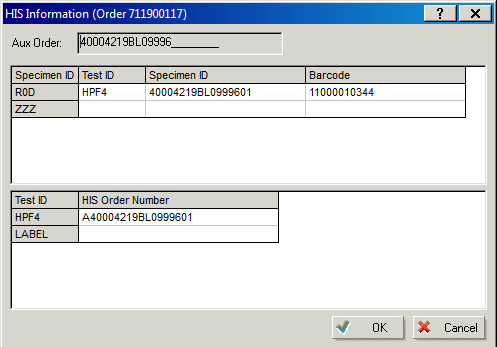 HIS Information (Order 711900117) ? X
Aux Order: 40004219BL09996________
Specimen ID Test ID Specimen ID Barcode
R0D HPF4 40004219BL0999601 11000010344
ZZZ
Test ID HIS Order Number
HPF4 A40004219BL0999601
LABEL
OK Cancel